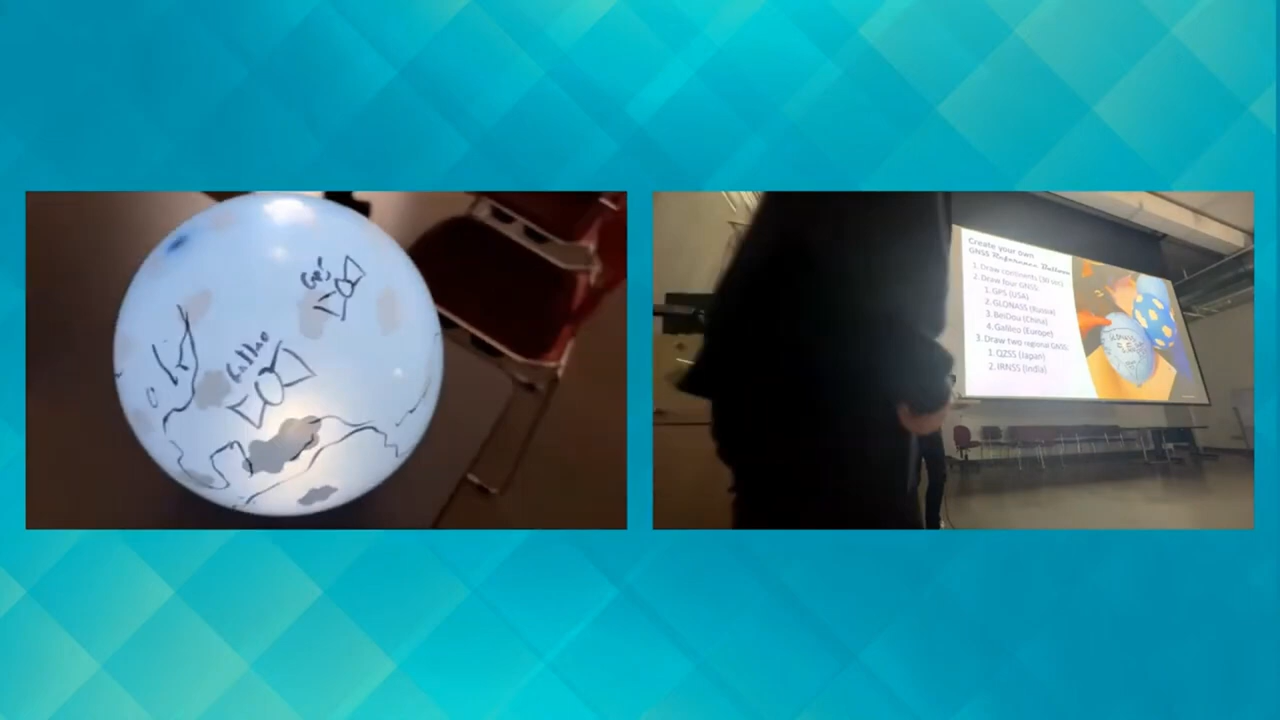 GPS
Galileo
Create your own
GNSS Reference Balloon
1. Draw continents (30 sec)
2. Draw four GNSS:
1. GPS (USA)
2. GLONASS (Russia)
3. BeiDou (China)
4. Galileo (Europe)
3. Draw two regional GNSS:
1. QZSS (Japan)
2. IRNSS (India)